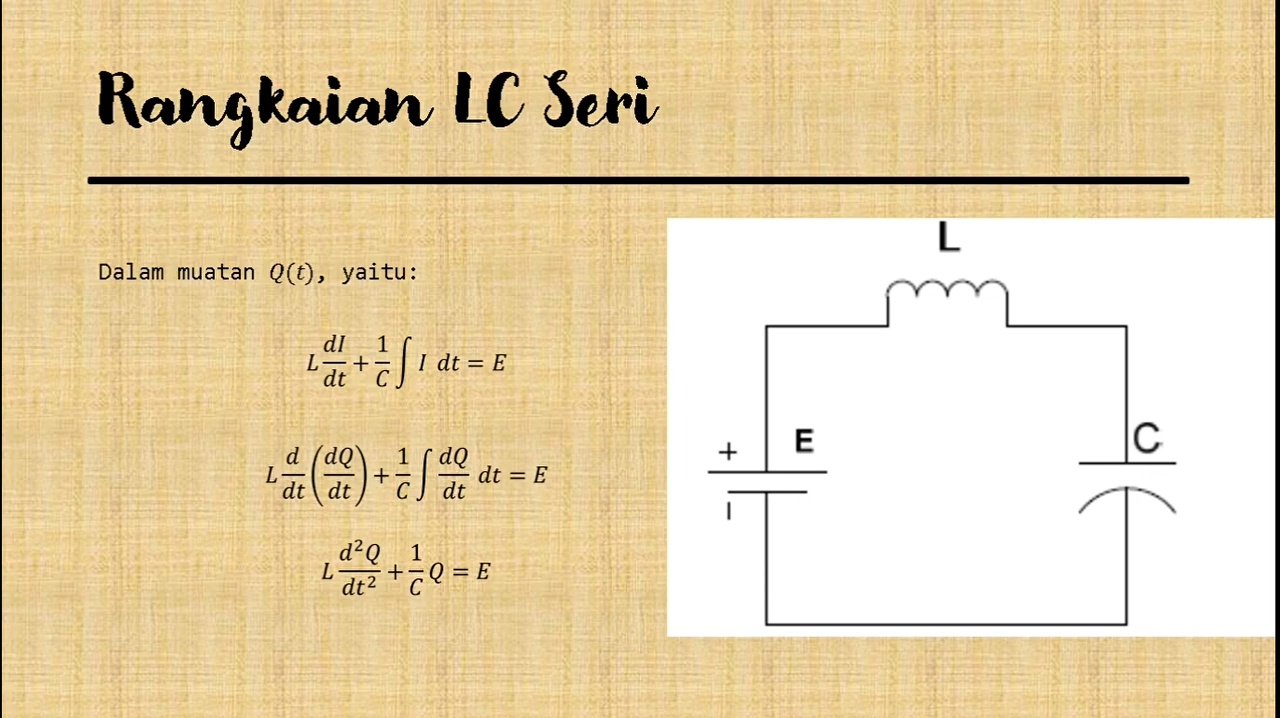 Rangkaian LC Seri
Dalam muatan Q(t), yaitu:
L dI/dt + 1/C ∫ I dt = E
L d/dt (dQ/dt) + 1/C ∫ dQ/dt dt = E
L d²Q/dt² + 1/C Q = E
L
+ E
C